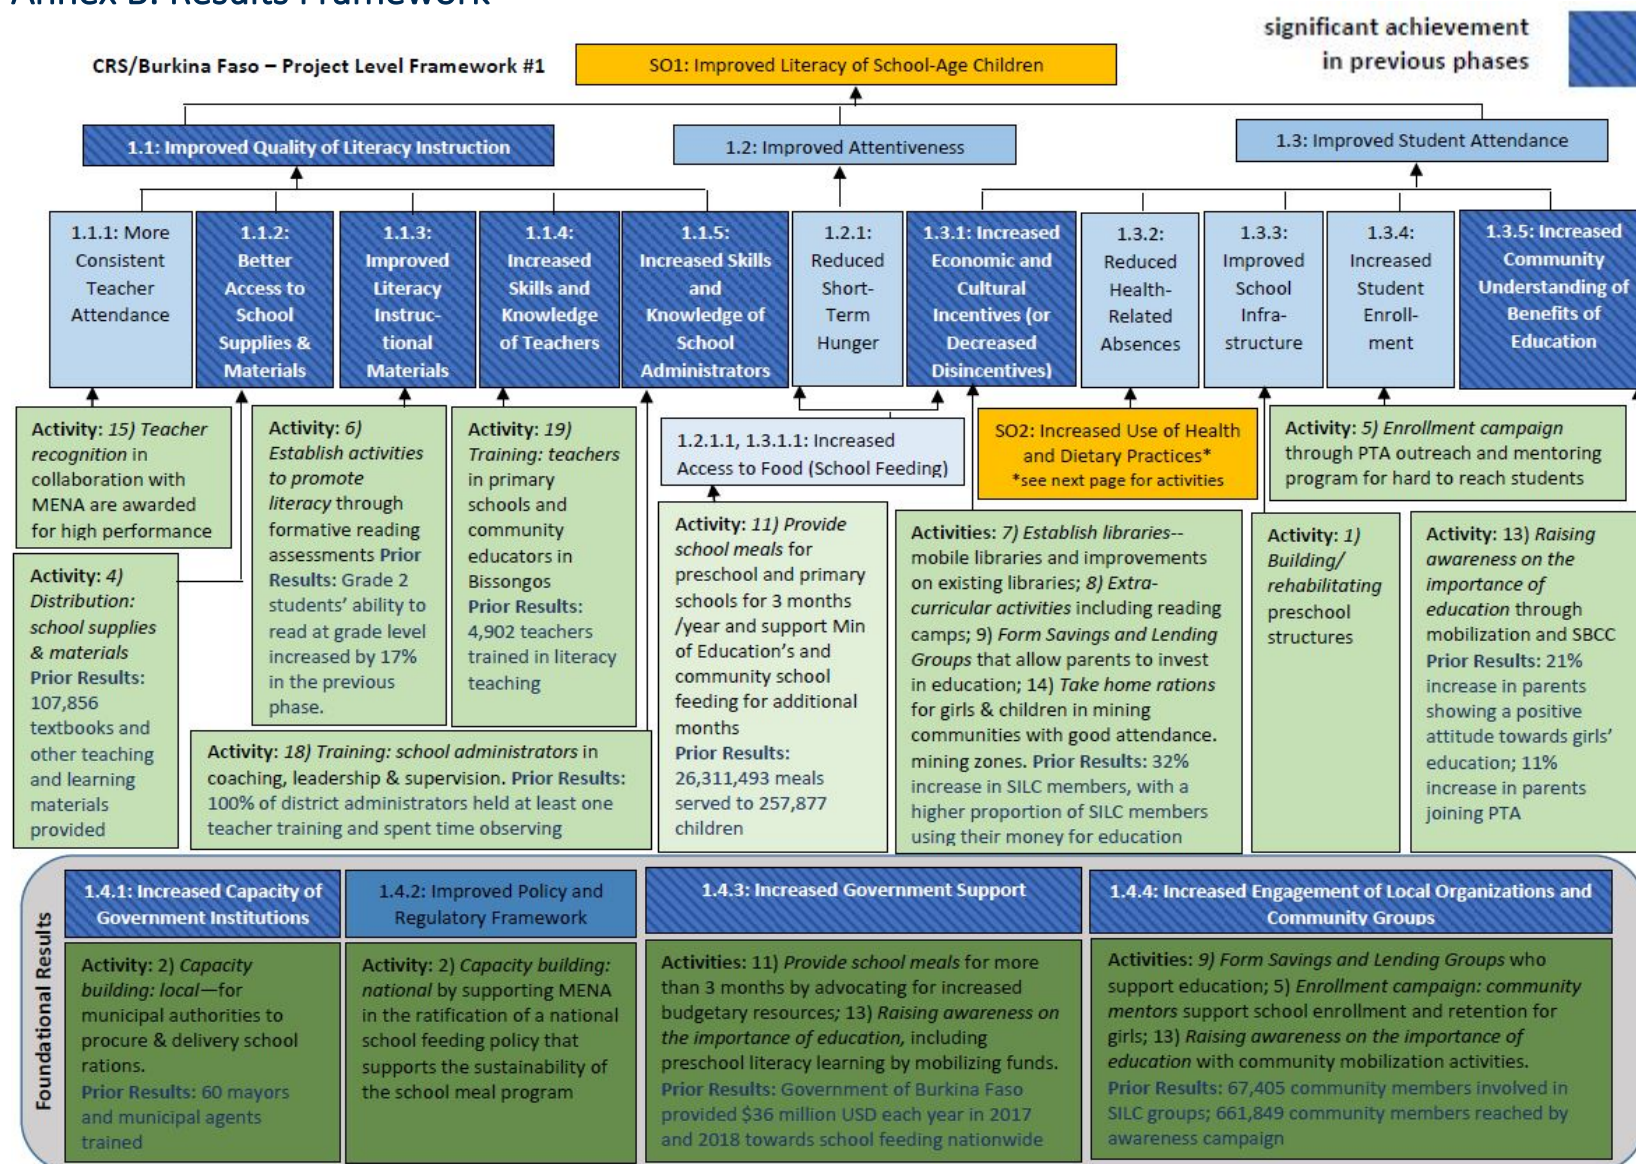 Annex B: Results Framework
significant achievement
in previous phases
CRS/Burkina Faso – Project Level Framework #1
SO1: Improved Literacy of School-Age Children
1.1: Improved Quality of Literacy Instruction
1.2: Improved Attentiveness
1.3: Improved Student Attendance
1.1.1: More
Consistent
Teacher
Attendance
1.1.2:
Better
Access to
School
Supplies &
Materials
1.1.3:
Improved
Literacy
Instruc-
tional
Materials
1.1.4:
Increased
Skills and
Knowledge
of Teachers
1.1.5:
Increased Skills
and
Knowledge of
School
Administrators
1.2.1:
Reduced
Short-
Term
Hunger
1.3.1: Increased
Economic and
Cultural
Incentives (or
Decreased
Disincentives)
1.3.2:
Reduced
Health-
Related
Absences
1.3.3:
Improved
School
Infra-
structure
1.3.4:
Increased
Student
Enroll-
ment
1.3.5: Increased
Community
Understanding of
Benefits of
Education
Activity: 15) Teacher
recognition in
collaboration with
MENA are awarded
for high performance
Activity: 4)
Distribution:
school supplies
& materials
Prior Results:
107,856
textbooks and
other teaching
and learning
materials
provided
Activity: 6)
Establish activities
to promote
literacy through
formative reading
assessments Prior
Results: Grade 2
students' ability to
read at grade level
increased by 17%
in the previous
phase.
Activity: 19)
Training: teachers
in primary
schools and
community
educators in
Bissongos
Prior Results:
4,902 teachers
trained in literacy
teaching
Activity: 18) Training: school administrators in
coaching, leadership & supervision. Prior Results:
100% of district administrators held at least one
teacher training and spent time observing
1.2.1.1, 1.3.1.1: Increased
Access to Food (School Feeding)
Activity: 11) Provide
school meals for
preschool and primary
schools for 3 months
/year and support Min
of Education's and
community school
feeding for additional
months
Prior Results:
26,311,493 meals
served to 257,877
children
SO2: Increased Use of Health
and Dietary Practices*
*see next page for activities
Activities: 7) Establish libraries--
mobile libraries and improvements
on existing libraries; 8) Extra-
curricular activities including reading
camps; 9) Form Savings and Lending
Groups that allow parents to invest
in education; 14) Take home rations
for girls & children in mining
communities with good attendance.
mining zones. Prior Results: 32%
increase in SILC members, with a
higher proportion of SILC members
using their money for education
Activity: 5) Enrollment campaign
through PTA outreach and mentoring
program for hard to reach students
Activity: 1)
Building/
rehabilitating
preschool
structures
Activity: 13) Raising
awareness on the
importance of
education through
mobilization and SBCC
Prior Results: 21%
increase in parents
showing a positive
attitude towards girls'
education; 11%
increase in parents
joining PTA
Foundational Results
1.4.1: Increased Capacity of
Government Institutions
1.4.2: Improved Policy and
Regulatory Framework
1.4.3: Increased Government Support
1.4.4: Increased Engagement of Local Organizations and
Community Groups
Activity: 2) Capacity
building: local—for
municipal authorities to
procure & delivery school
rations.
Prior Results: 60 mayors
and municipal agents
trained
Activity: 2) Capacity building:
national by supporting MENA
in the ratification of a national
school feeding policy that
supports the sustainability of
the school meal program
Activities: 11) Provide school meals for more
than 3 months by advocating for increased
budgetary resources; 13) Raising awareness on
the importance of education, including
preschool literacy learning by mobilizing funds.
Prior Results: Government of Burkina Faso
provided $36 million USD each year in 2017
and 2018 towards school feeding nationwide
Activities: 9) Form Savings and Lending Groups who
support education; 5) Enrollment campaign: community
mentors support school enrollment and retention for
girls; 13) Raising awareness on the importance of
education with community mobilization activities.
Prior Results: 67,405 community members involved in
SILC groups; 661,849 community members reached by
awareness campaign